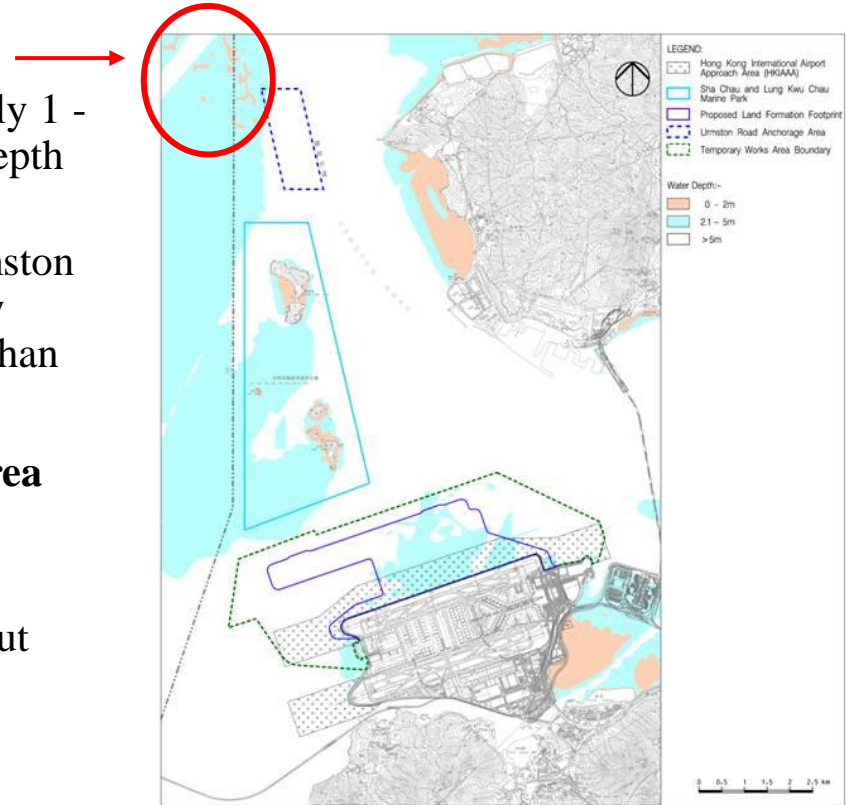 ly 1 -
epth
nston
y
han
rea
ut
LEGEND:
Hong Kong International Airport
Approach Area (HKIAAA)
Sha Chau and Lung Kwu Chau
Marine Park
Proposed Land Formation Footprint
Urmston Road Anchorage Area
Temporary Works Area Boundary
Water Depth:-
0 - 2m
2.1 - 5m
>5m
0 0.5 1 1.5 2 2.5 km